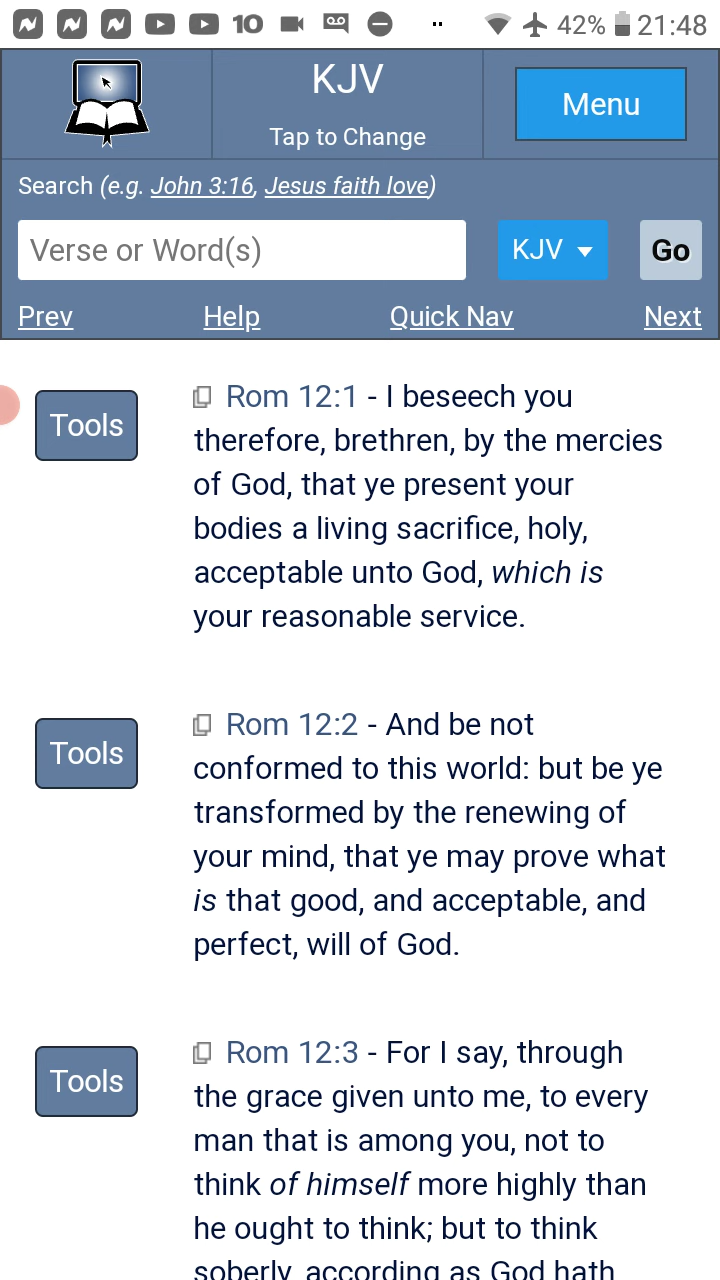 10 42% 21:48
KJV
Tap to Change
Menu
Search (e.g. John 3:16, Jesus faith love)
Verse or Word(s)
KJV
Go
Prev Help Quick Nav Next
Tools
Rom 12:1 - I beseech you
therefore, brethren, by the mercies
of God, that ye present your
bodies a living sacrifice, holy,
acceptable unto God, which is
your reasonable service.
Tools
Rom 12:2 - And be not
conformed to this world: but be ye
transformed by the renewing of
your mind, that ye may prove what
is that good, and acceptable, and
perfect, will of God.
Tools
Rom 12:3 - For I say, through
the grace given unto me, to every
man that is among you, not to
think of himself more highly than
he ought to think; but to think
soberly, according as God hath